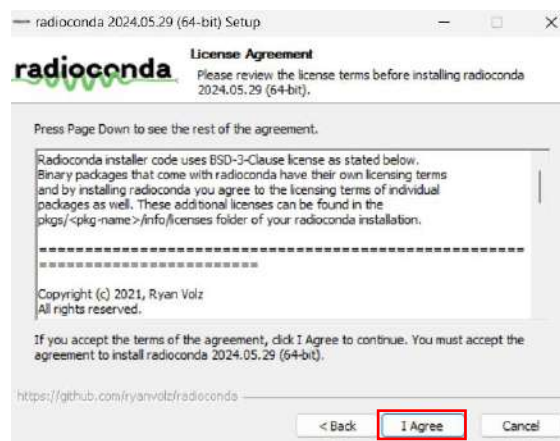 radioconda 2024.05.29 (64-bit) Setup
radioconda
License Agreement
Please review the license terms before installing radioconda
2024.05.29 (64-bit).
Press Page Down to see the rest of the agreement.
Radioconda installer code uses BSD-3-Clause license as stated below.
Binary packages that come with radioconda have their own licensing terms
and by installing radioconda you agree to the licensing terms of individual
packages as well. These additional licenses can be found in the
pkgs/<pkg-name>/info/licenses folder of your radioconda installation.
======================================================
========================
Copyright (c) 2021, Ryan Volz
All rights reserved.
If you accept the terms of the agreement, click I Agree to continue. You must accept the
agreement to install radioconda 2024.05.29 (64-bit).
https://github.com/ryanvolz/radioconda
< Back
I Agree
Cancel